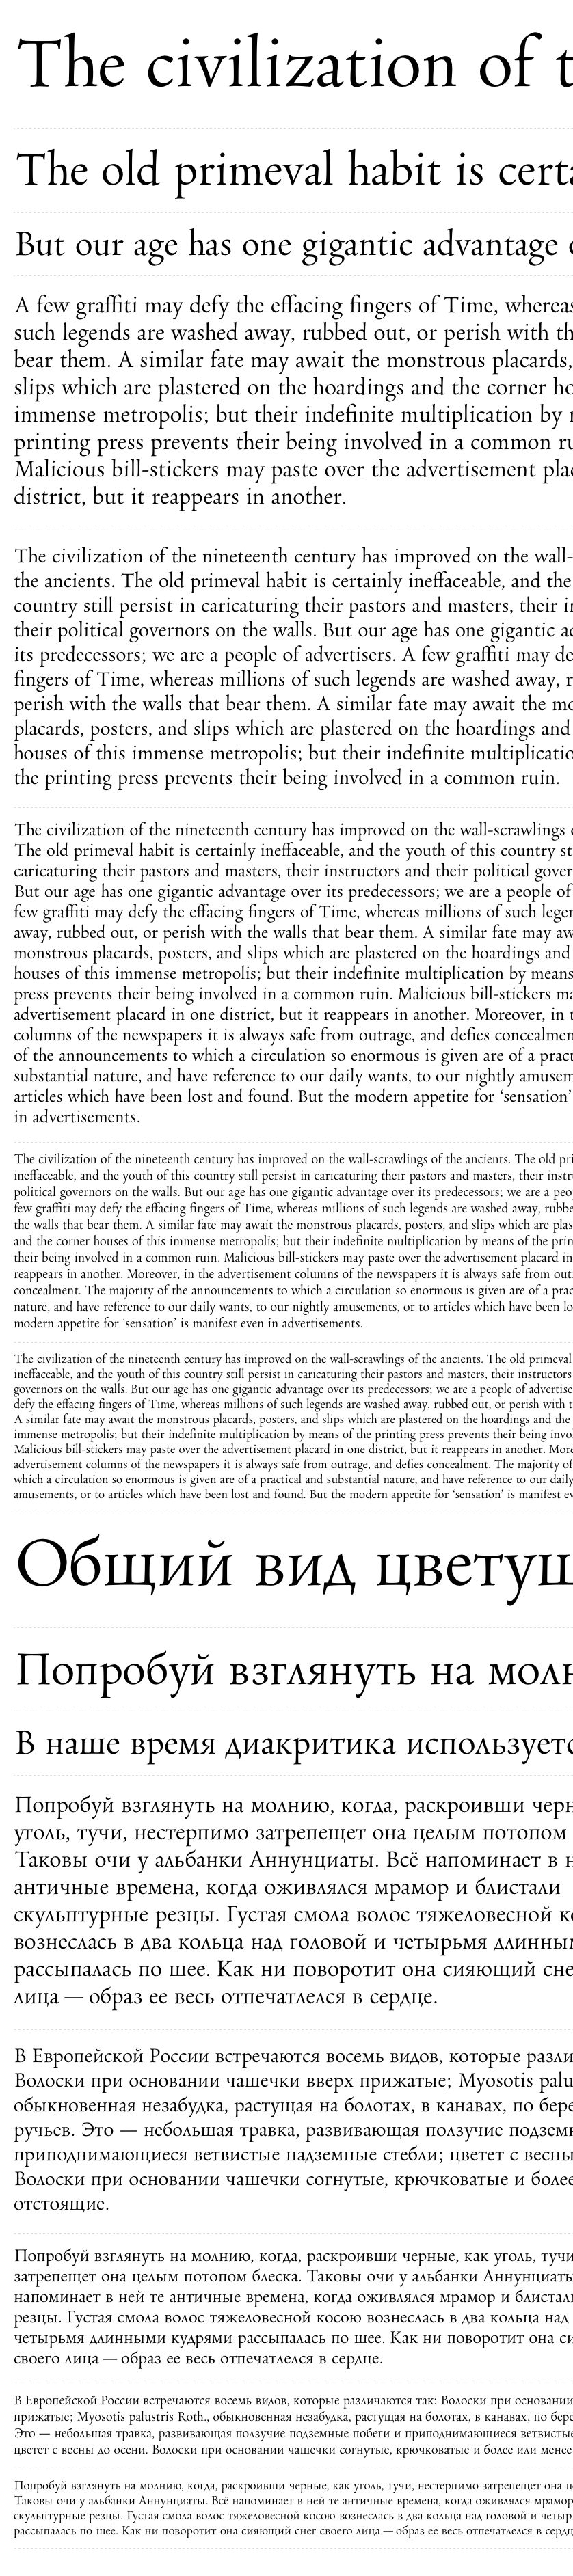 The civilization of t
The old primeval habit is certa
But our age has one gigantic advantage o
A few graffiti may defy the effacing fingers of Time, whereas
such legends are washed away, rubbed out, or perish with th
bear them. A similar fate may await the monstrous placards,
slips which are plastered on the hoardings and the corner ho
immense metropolis; but their indefinite multiplication by
printing press prevents their being involved in a common ru
Malicious bill-stickers may paste over the advertisement pla
district, but it reappears in another.
The civilization of the nineteenth century has improved on the wall-
the ancients. The old primeval habit is certainly ineffaceable, and the
country still persist in caricaturing their pastors and masters, their in
their political governors on the walls. But our age has one gigantic a
its predecessors; we are a people of advertisers. A few graffiti may de
fingers of Time, whereas millions of such legends are washed away, r
perish with the walls that bear them. A similar fate may await the mo
placards, posters, and slips which are plastered on the hoardings and
houses of this immense metropolis; but their indefinite multiplicatio
the printing press prevents their being involved in a common ruin.
The civilization of the nineteenth century has improved on the wall-scrawlings
The old primeval habit is certainly ineffaceable, and the youth of this country st
caricaturing their pastors and masters, their instructors and their political gover
But our age has one gigantic advantage over its predecessors; we are a people of
few graffiti may defy the effacing fingers of Time, whereas millions of such leger
away, rubbed out, or perish with the walls that bear them. A similar fate may aw
monstrous placards, posters, and slips which are plastered on the hoardings and
houses of this immense metropolis; but their indefinite multiplication by means
press prevents their being involved in a common ruin. Malicious bill-stickers ma
advertisement placard in one district, but it reappears in another. Moreover, in t
columns of the newspapers it is always safe from outrage, and defies concealmen
of the announcements to which a circulation so enormous is given are of a pract
substantial nature, and have reference to our daily wants, to our nightly amusem
articles which have been lost and found. But the modern appetite for ‘sensation’
in advertisements.
The civilization of the nineteenth century has improved on the wall-scrawlings of the ancients. The old pri
ineffaceable, and the youth of this country still persist in caricaturing their pastors and masters, their instr
political governors on the walls. But our age has one gigantic advantage over its predecessors; we are a peo
few graffiti may defy the effacing fingers of Time, whereas millions of such legends are washed away, rubbe
the walls that bear them. A similar fate may await the monstrous placards, posters, and slips which are plas
and the corner houses of this immense metropolis; but their indefinite multiplication by means of the prin
their being involved in a common ruin. Malicious bill-stickers may paste over the advertisement placard in
reappears in another. Moreover, in the advertisement columns of the newspapers it is always safe from out
concealment. The majority of the announcements to which a circulation so enormous is given are of a prac
nature, and have reference to our daily wants, to our nightly amusements, or to articles which have been lo
modern appetite for ‘sensation’ is manifest even in advertisements.
The civilization of the nineteenth century has improved on the wall-scrawlings of the ancients. The old primeval
ineffaceable, and the youth of this country still persist in caricaturing their pastors and masters, their instructors
governors on the walls. But our age has one gigantic advantage over its predecessors; we are a people of advertise
defy the effacing fingers of Time, whereas millions of such legends are washed away, rubbed out, or perish with t
A similar fate may await the monstrous placards, posters, and slips which are plastered on the hoardings and the
immense metropolis; but their indefinite multiplication by means of the printing press prevents their being invo
Malicious bill-stickers may paste over the advertisement placard in one district, but it reappears in another. More
advertisement columns of the newspapers it is always safe from outrage, and defies concealment. The majority of
which a circulation so enormous is given are of a practical and substantial nature, and have reference to our daily
amusements, or to articles which have been lost and found. But the modern appetite for ‘sensation’ is manifest ev
Общий вид цветущ
Попробуй взглянуть на молн
В наше время диакритика используетс
Попробуй взглянуть на молнию, когда, раскроивши черн
уголь, тучи, нестерпимо затрепещет она целым потопом
Таковы очи у альбанки Аннунциаты. Всё напоминает в н
античные времена, когда оживлялся мрамор и блистали
скульптурные резцы. Густая смола волос тяжеловесной ко
вознеслась в два кольца над головой и четырьмя длинным
рассыпалась по шее. Как ни поворотит она сияющий сне
лица — образ ее весь отпечатлелся в сердце.
В Европейской России встречаются восемь видов, которые разли
Волоски при основании чашечки вверх прижатые; Myosotis palu
обыкновенная незабудка, растущая на болотах, в канавах, по бере
ручьев. Это — небольшая травка, развивающая ползучие подземн
приподнимающиеся ветвистые надземные стебли; цветет с весны
Волоски при основании чашечки согнутые, крючковатые и более
отстоящие.
Попробуй взглянуть на молнию, когда, раскроивши черные, как уголь, тучи
затрепещет она целым потопом блеска. Таковы очи у альбанки Аннунциаты
напоминает в ней те античные времена, когда оживлялся мрамор и блистал
резцы. Густая смола волос тяжеловесной косою вознеслась в два кольца над
четырьмя длинными кудрями рассыпалась по шее. Как ни поворотит она си
своего лица — образ ее весь отпечатлелся в сердце.
В Европейской России встречаются восемь видов, которые различаются так: Волоски при основании
прижатые; Myosotis palustris Roth., обыкновенная незабудка, растущая на болотах, в канавах, по бере
Это — небольшая травка, развивающая ползучие подземные побеги и приподнимающиеся ветвистые
цветет с весны до осени. Волоски при основании чашечки согнутые, крючковатые и более или менее
Попробуй взглянуть на молнию, когда, раскроивши черные, как уголь, тучи, нестерпимо затрепещет она ц
Таковы очи у альбанки Аннунциаты. Всё напоминает в ней те античные времена, когда оживлялся мрамор
скульптурные резцы. Густая смола волос тяжеловесной косою вознеслась в два кольца над головой и четыр
рассыпалась по шее. Как ни поворотит она сияющий снег своего лица — образ ее весь отпечатлелся в сердц